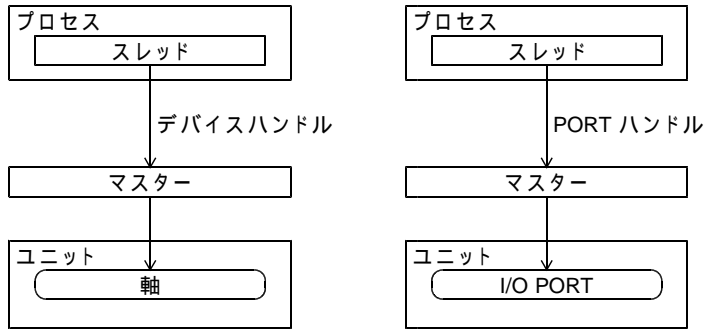 プロセス
スレッド
デバイスハンドル
マスター
ユニット
軸
プロセス
スレッド
PORT ハンドル
マスター
ユニット
I/O PORT